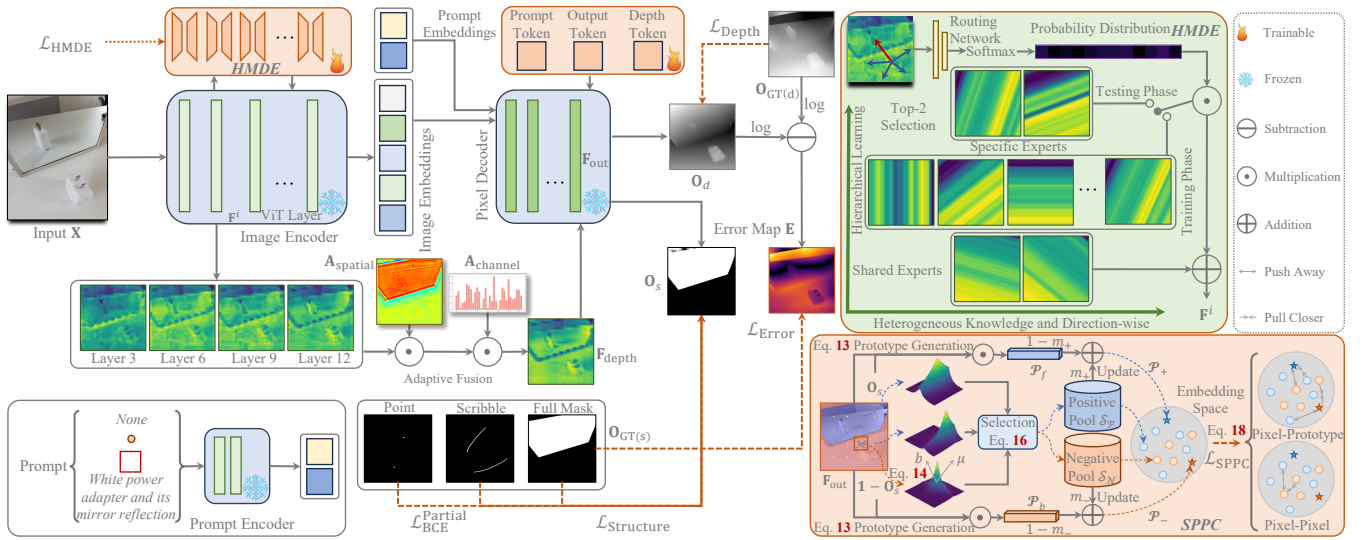 ℒ_HMDE
HMDE
Prompt
Embeddings
Prompt
Token
Output
Token
Depth
Token
ℒ_Depth
O_GT(d)
log
log
O_d
Input X
F^i
ViT Layer
Image Encoder
Image Embeddings
Pixel Decoder
F_out
...
...
...
Error Map E
O_s
ℒ_Error
A_spatial
A_channel
Layer 3
Layer 6
Layer 9
Layer 12
Adaptive Fusion
F_depth
Prompt
None
White power
adapter and its
mirror reflection
Prompt Encoder
Point
Scribble
Full Mask
O_GT(s)
ℒ_BCE^Partial
ℒ_Structure
Routing
Network
Softmax
Probability Distribution
HMDE
Top-2
Selection
Testing Phase
Specific Experts
Hierarchical Learning
...
Training Phase
Shared Experts
F^i
Heterogeneous Knowledge and Direction-wise
Trainable
Frozen
Subtraction
Multiplication
Addition
Push Away
Pull Closer
Eq. 13 Prototype Generation
1 − m₊
𝒫_f
m₊
Update
𝒫₊
O_s
F_out
Eq. 14
b
μ
1 − O_s
Selection
Eq. 16
Positive
Pool 𝒮_𝒫
Negative
Pool 𝒮_𝒩
Embedding
Space
Eq. 18
ℒ_SPPC
Pixel-Prototype
Pixel-Pixel
m₋
Update
𝒫₋
𝒫_b
Eq. 13 Prototype Generation
1 − m₋
SPPC